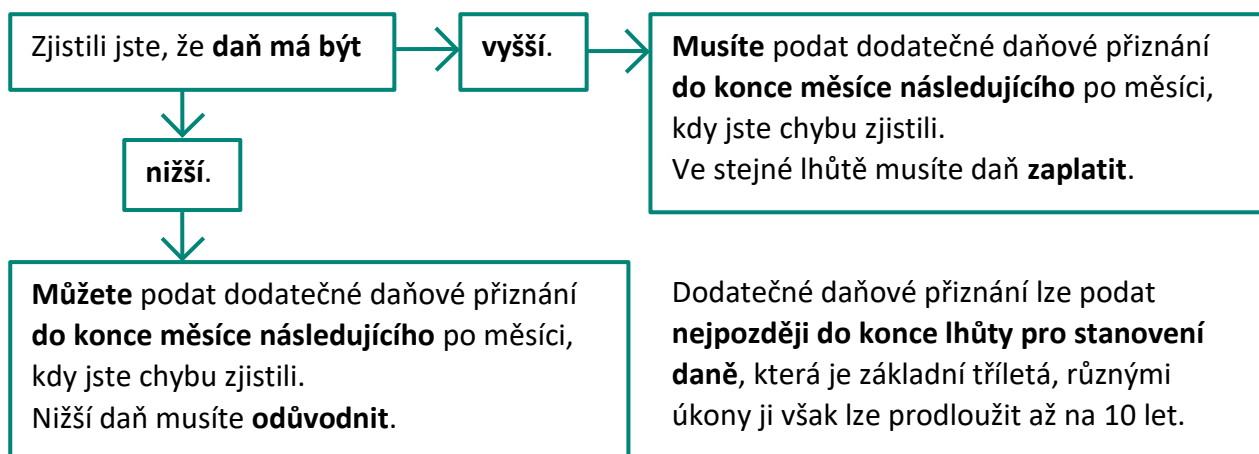 Zjistili jste, že daň má být
vyšší.
Musíte podat dodatečné daňové přiznání
do konce měsíce následujícího po měsíci,
kdy jste chybu zjistili.
Ve stejné lhůtě musíte daň zaplatit.
nižší.
Můžete podat dodatečné daňové přiznání
do konce měsíce následujícího po měsíci,
kdy jste chybu zjistili.
Nižší daň musíte odůvodnit.
Dodatečné daňové přiznání lze podat
nejpozději do konce lhůty pro stanovení
daně, která je základní tříletá, různými
úkony ji však lze prodloužit až na 10 let.